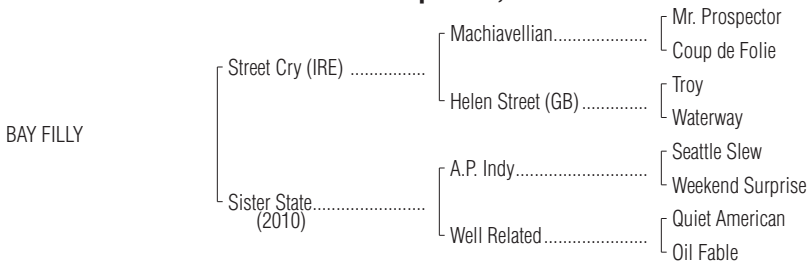 Mr. Prospector
Machiavellian....................
Coup de Folie
Street Cry (IRE) ................
Troy
Helen Street (GB) ..............
Waterway
BAY FILLY
Seattle Slew
A.P. Indy............................
Weekend Surprise
Sister State........................
(2010)
Quiet American
Well Related......................
Oil Fable